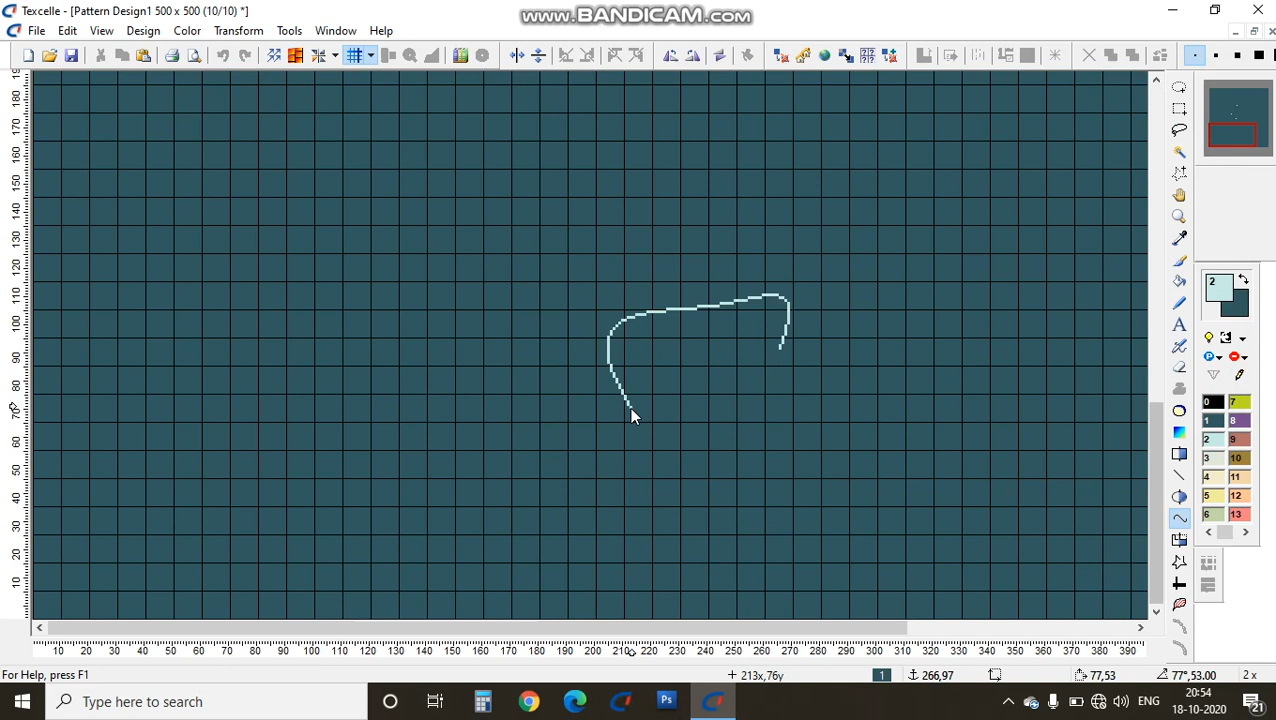 Texcelle - [Pattern Design1 500 x 500 (10/10) *]
www.BANDICAM.com
File Edit View Design Color Transform Tools Window Help
180 170 160 150 140 130 120 110 100 90 80 70 60 50 40 30 20 10
2
0 7
1 8
2 9
3 10
4 11
5 12
6 13
10 20 30 40 50 60 70 80 90 100 110 120 130 140 150 160 170 180 190 200 210 220 230 240 250 260 270 280 290 300 310 320 330 340 350 360 370 380 390
For Help, press F1
213x,76y
1
266,97
77,53
77°,53.00
2 x
Type here to search
Ps
ENG
20:54
18-10-2020
21